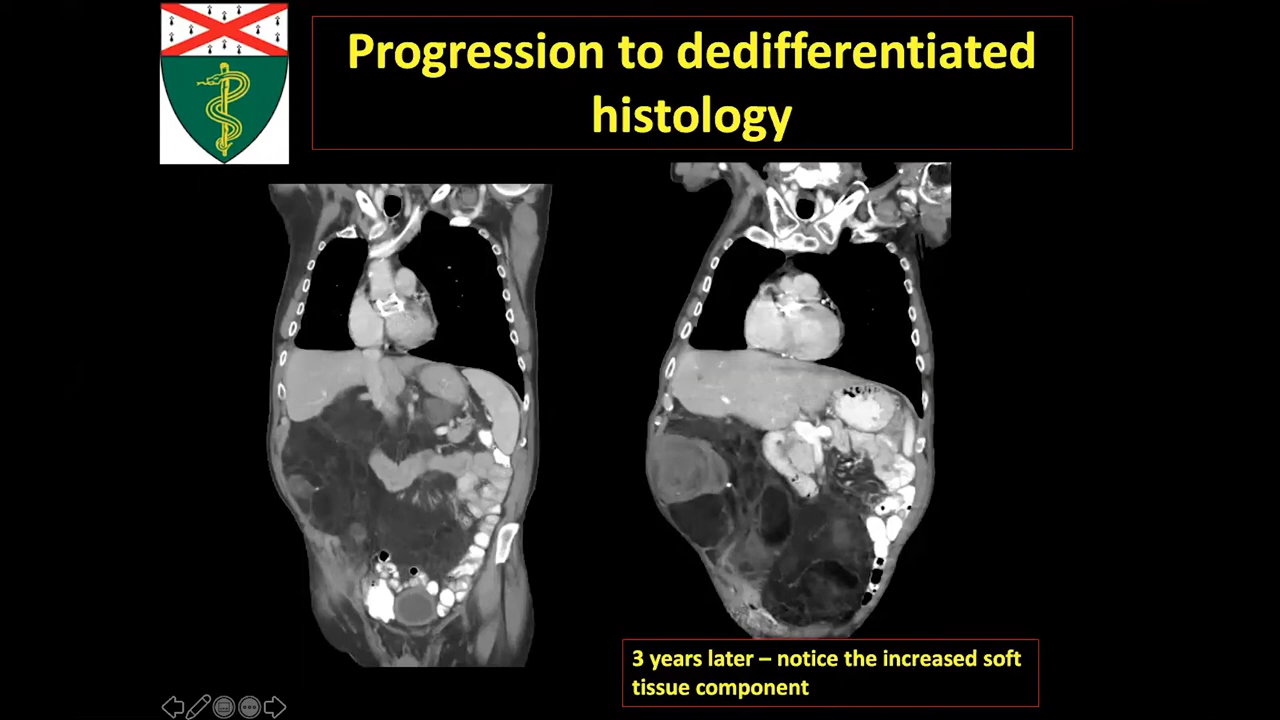 Progression to dedifferentiated
histology
3 years later – notice the increased soft
tissue component